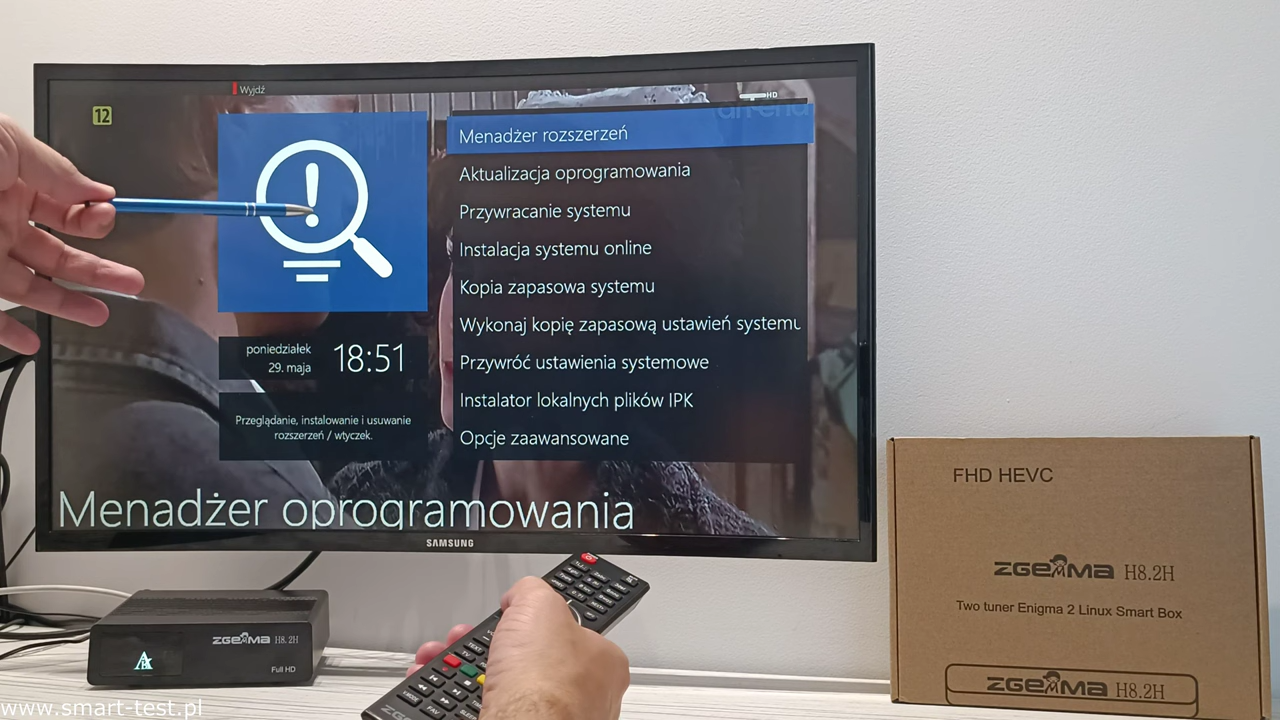 Wyjdź
HD
12
Menadżer rozszerzeń
Aktualizacja oprogramowania
Przywracanie systemu
Instalacja systemu online
Kopia zapasowa systemu
Wykonaj kopię zapasową ustawień systemu
Przywróć ustawienia systemowe
Instalator lokalnych plików IPK
Opcje zaawansowane
poniedziałek
29. maja
18:51
Przeglądanie, instalowanie i usuwanie
rozszerzeń / wtyczek.
Menadżer oprogramowania
SAMSUNG
FHD HEVC
ZGEMMA H8.2H
Two tuner Enigma 2 Linux Smart Box
ZGEMMA H8.2H
ZGEMMA H8.2H
Full HD
www.smart-test.pl